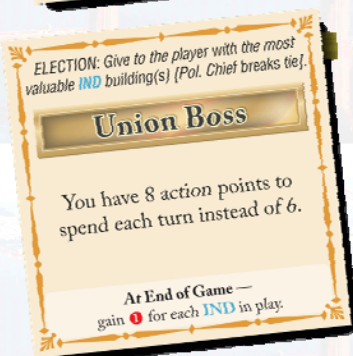 ELECTION: Give to the player with the most
valuable IND building(s) [Pol. Chief breaks tie].
Union Boss
You have 8 action points to
spend each turn instead of 6.
At End of Game —
gain 1 for each IND in play.